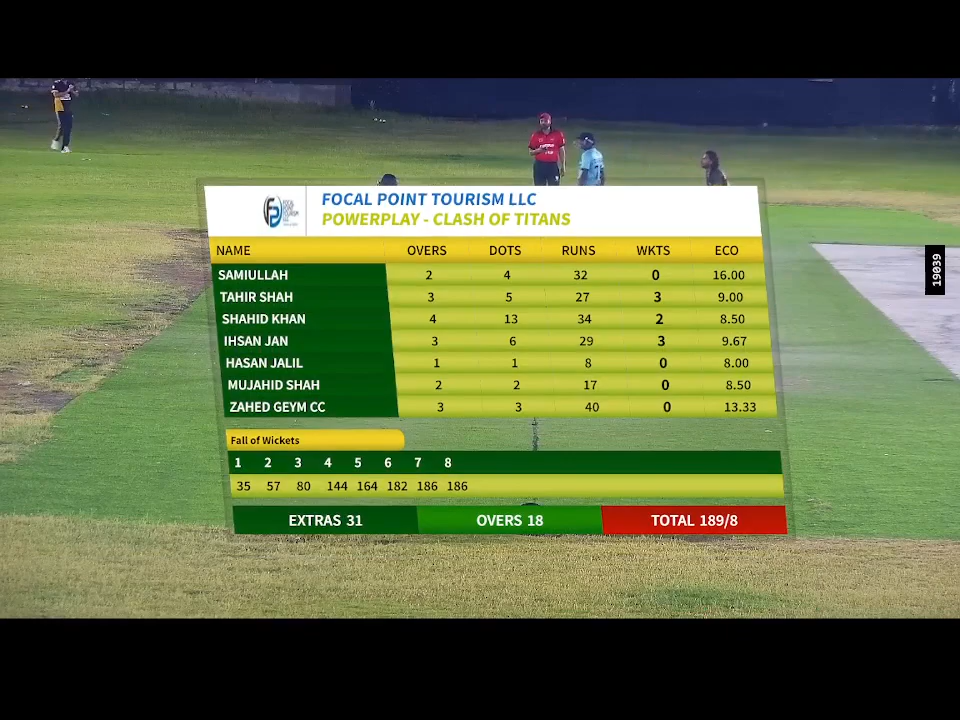 FOCAL POINT TOURISM LLC
POWERPLAY - CLASH OF TITANS
NAME OVERS DOTS RUNS WKTS ECO
SAMIULLAH 2 4 32 0 16.00
TAHIR SHAH 3 5 27 3 9.00
SHAHID KHAN 4 13 34 2 8.50
IHSAN JAN 3 6 29 3 9.67
HASAN JALIL 1 1 8 0 8.00
MUJAHID SHAH 2 2 17 0 8.50
ZAHED GEYM CC 3 3 40 0 13.33
Fall of Wickets
1 2 3 4 5 6 7 8
35 57 80 144 164 182 186 186
EXTRAS 31 OVERS 18 TOTAL 189/8
19039